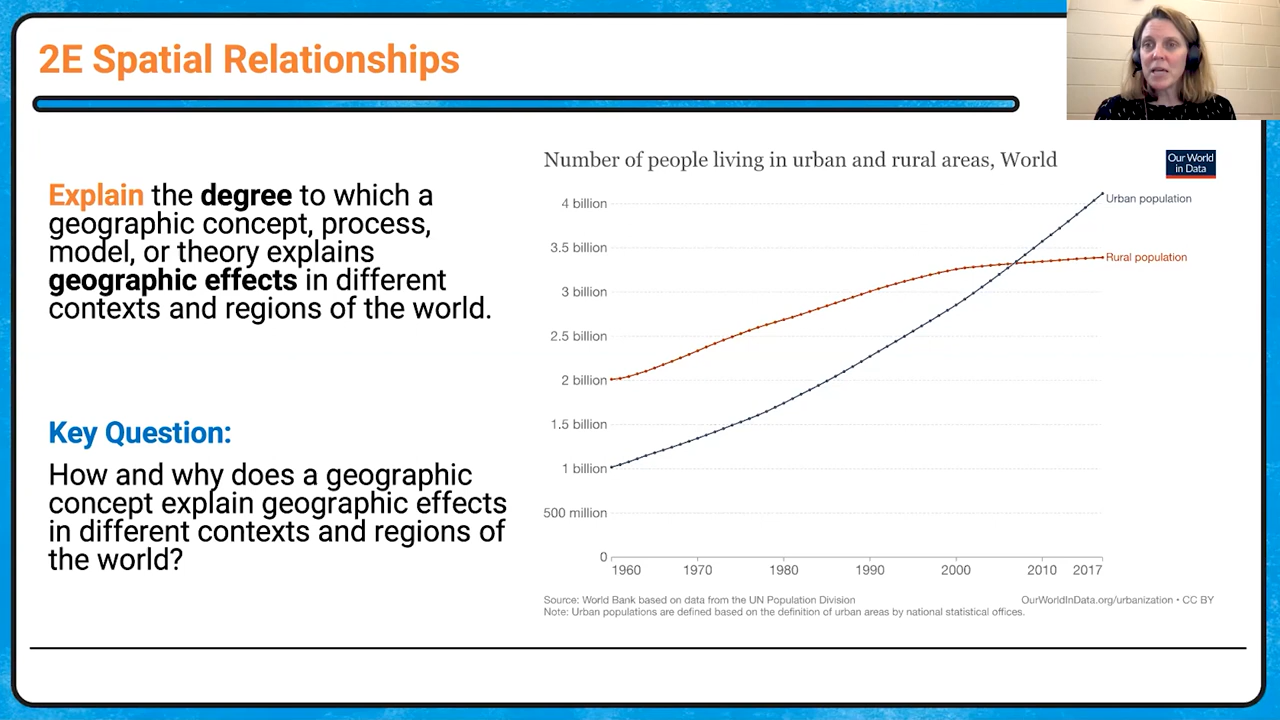 2E Spatial Relationships
Explain the degree to which a
geographic concept, process,
model, or theory explains
geographic effects in different
contexts and regions of the world.
Key Question:
How and why does a geographic
concept explain geographic effects
in different contexts and regions of
the world?
Number of people living in urban and rural areas, World
Our World
in Data
4 billion
3.5 billion
3 billion
2.5 billion
2 billion
1.5 billion
1 billion
500 million
0
Urban population
Rural population
1960 1970 1980 1990 2000 2010 2017
Source: World Bank based on data from the UN Population Division
OurWorldInData.org/urbanization • CC BY
Note: Urban populations are defined based on the definition of urban areas by national statistical offices.